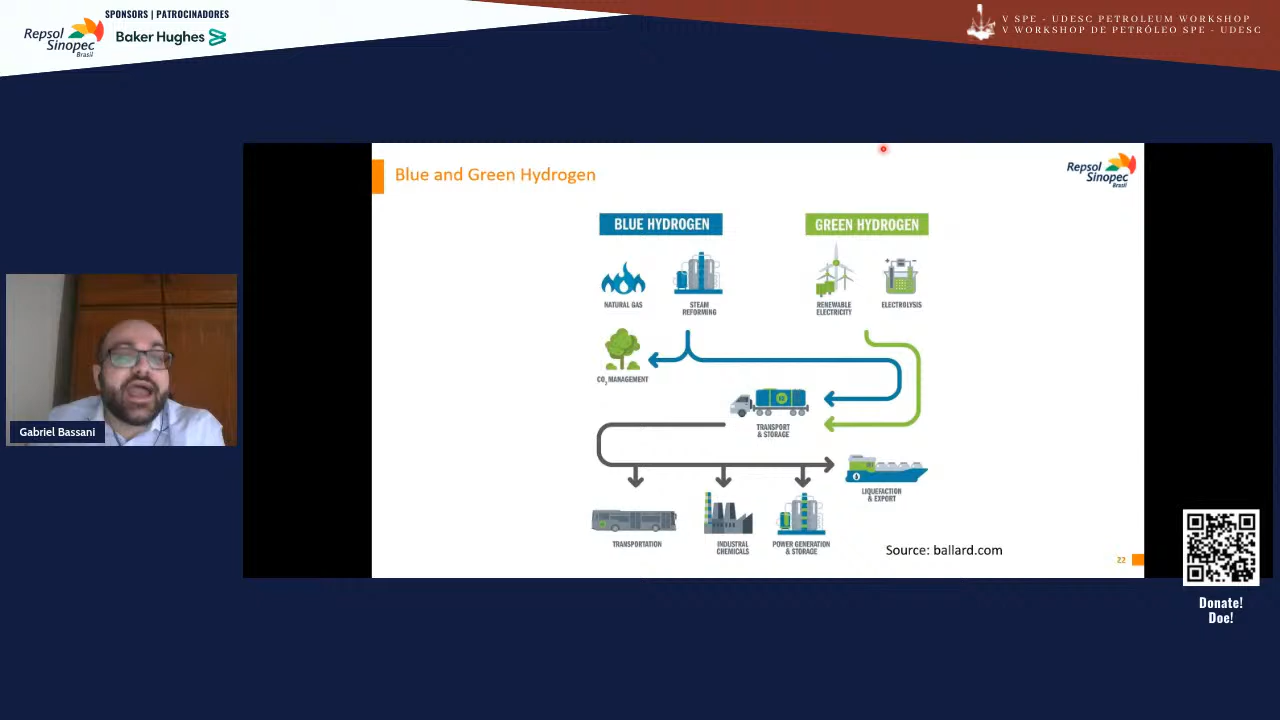 SPONSORS | PATROCINADORES
Repsol
Sinopec
Brasil
Baker Hughes
V SPE - UDESC PETROLEUM WORKSHOP
V WORKSHOP DE PETRÓLEO SPE - UDESC
Blue and Green Hydrogen
Repsol
Sinopec
Brasil
BLUE HYDROGEN
GREEN HYDROGEN
NATURAL GAS
STEAM
REFORMING
RENEWABLE
ELECTRICITY
ELECTROLYSIS
CO2 MANAGEMENT
TRANSPORT
& STORAGE
LIQUEFACTION
& EXPORT
TRANSPORTATION
INDUSTRIAL
CHEMICALS
POWER GENERATION
& STORAGE
Source: ballard.com
22
Gabriel Bassani
Donate!
Doe!